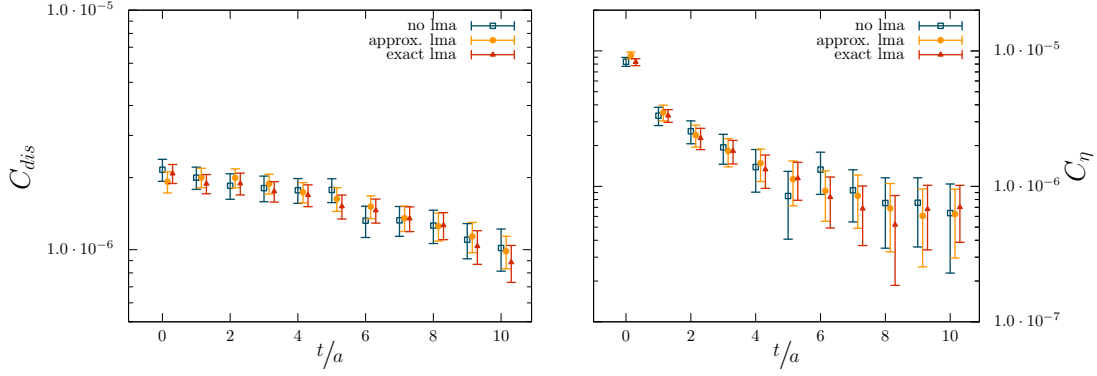 1.0 · 10⁻⁵
1.0 · 10⁻⁶
C_dis
no lma
approx. lma
exact lma
0 2 4 6 8 10
t/a
no lma
approx. lma
exact lma
1.0 · 10⁻⁵
1.0 · 10⁻⁶
1.0 · 10⁻⁷
C_η
0 2 4 6 8 10
t/a